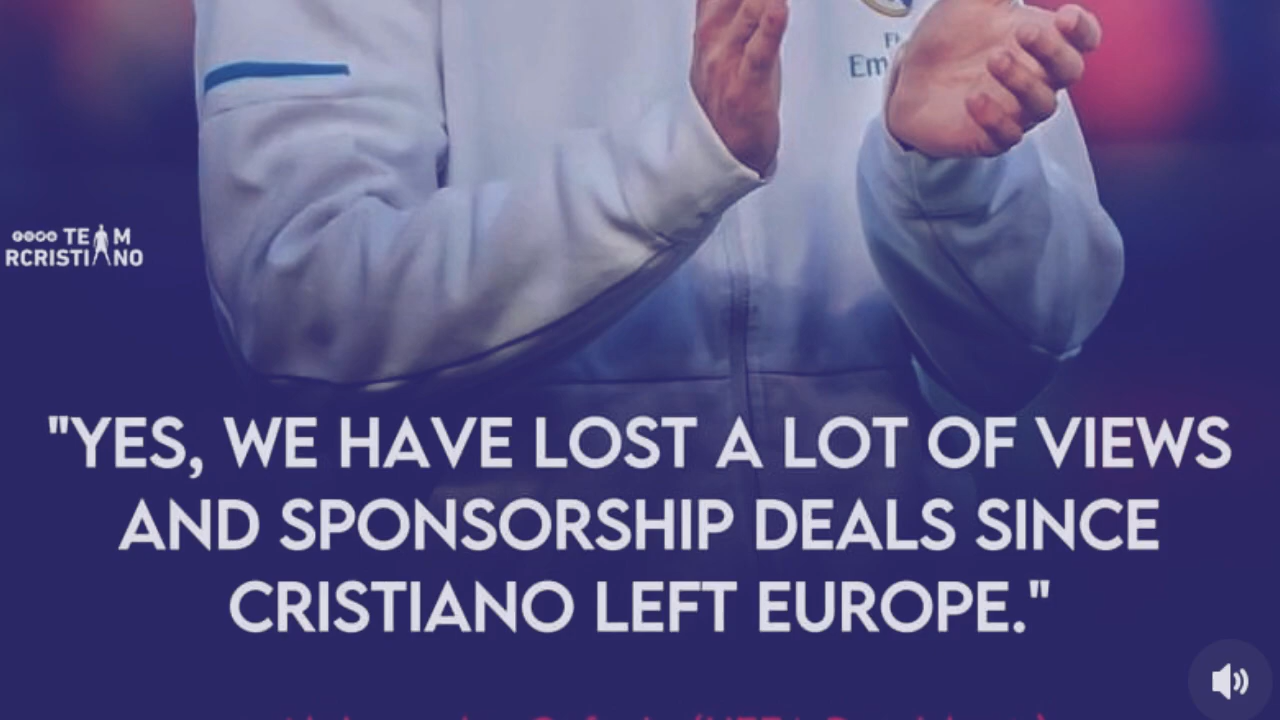 TEAM
RCRISTIANO
"YES, WE HAVE LOST A LOT OF VIEWS
AND SPONSORSHIP DEALS SINCE
CRISTIANO LEFT EUROPE."